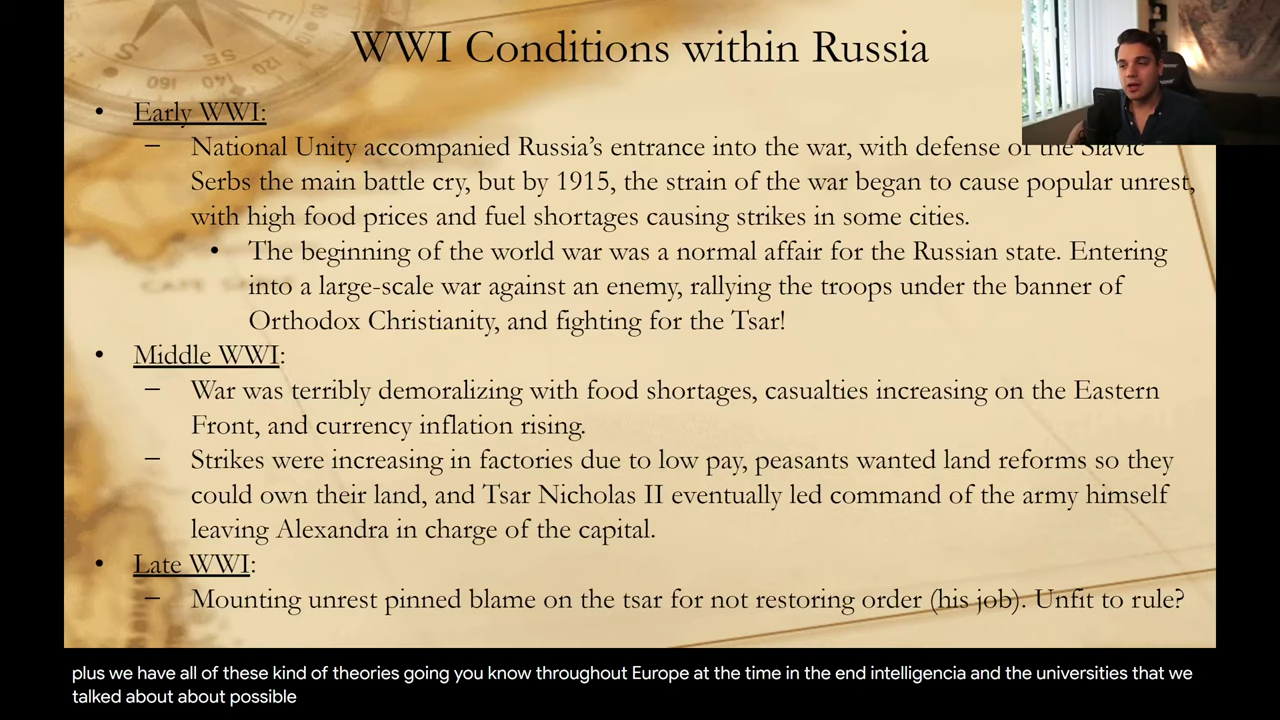 WWI Conditions within Russia
• Early WWI:
– National Unity accompanied Russia's entrance into the war, with defense of the Slavic
Serbs the main battle cry, but by 1915, the strain of the war began to cause popular unrest,
with high food prices and fuel shortages causing strikes in some cities.
• The beginning of the world war was a normal affair for the Russian state. Entering
into a large-scale war against an enemy, rallying the troops under the banner of
Orthodox Christianity, and fighting for the Tsar!
• Middle WWI:
– War was terribly demoralizing with food shortages, casualties increasing on the Eastern
Front, and currency inflation rising.
– Strikes were increasing in factories due to low pay, peasants wanted land reforms so they
could own their land, and Tsar Nicholas II eventually led command of the army himself
leaving Alexandra in charge of the capital.
• Late WWI:
– Mounting unrest pinned blame on the tsar for not restoring order (his job). Unfit to rule?
plus we have all of these kind of theories going you know throughout Europe at the time in the end intelligencia and the universities that we
talked about about possible